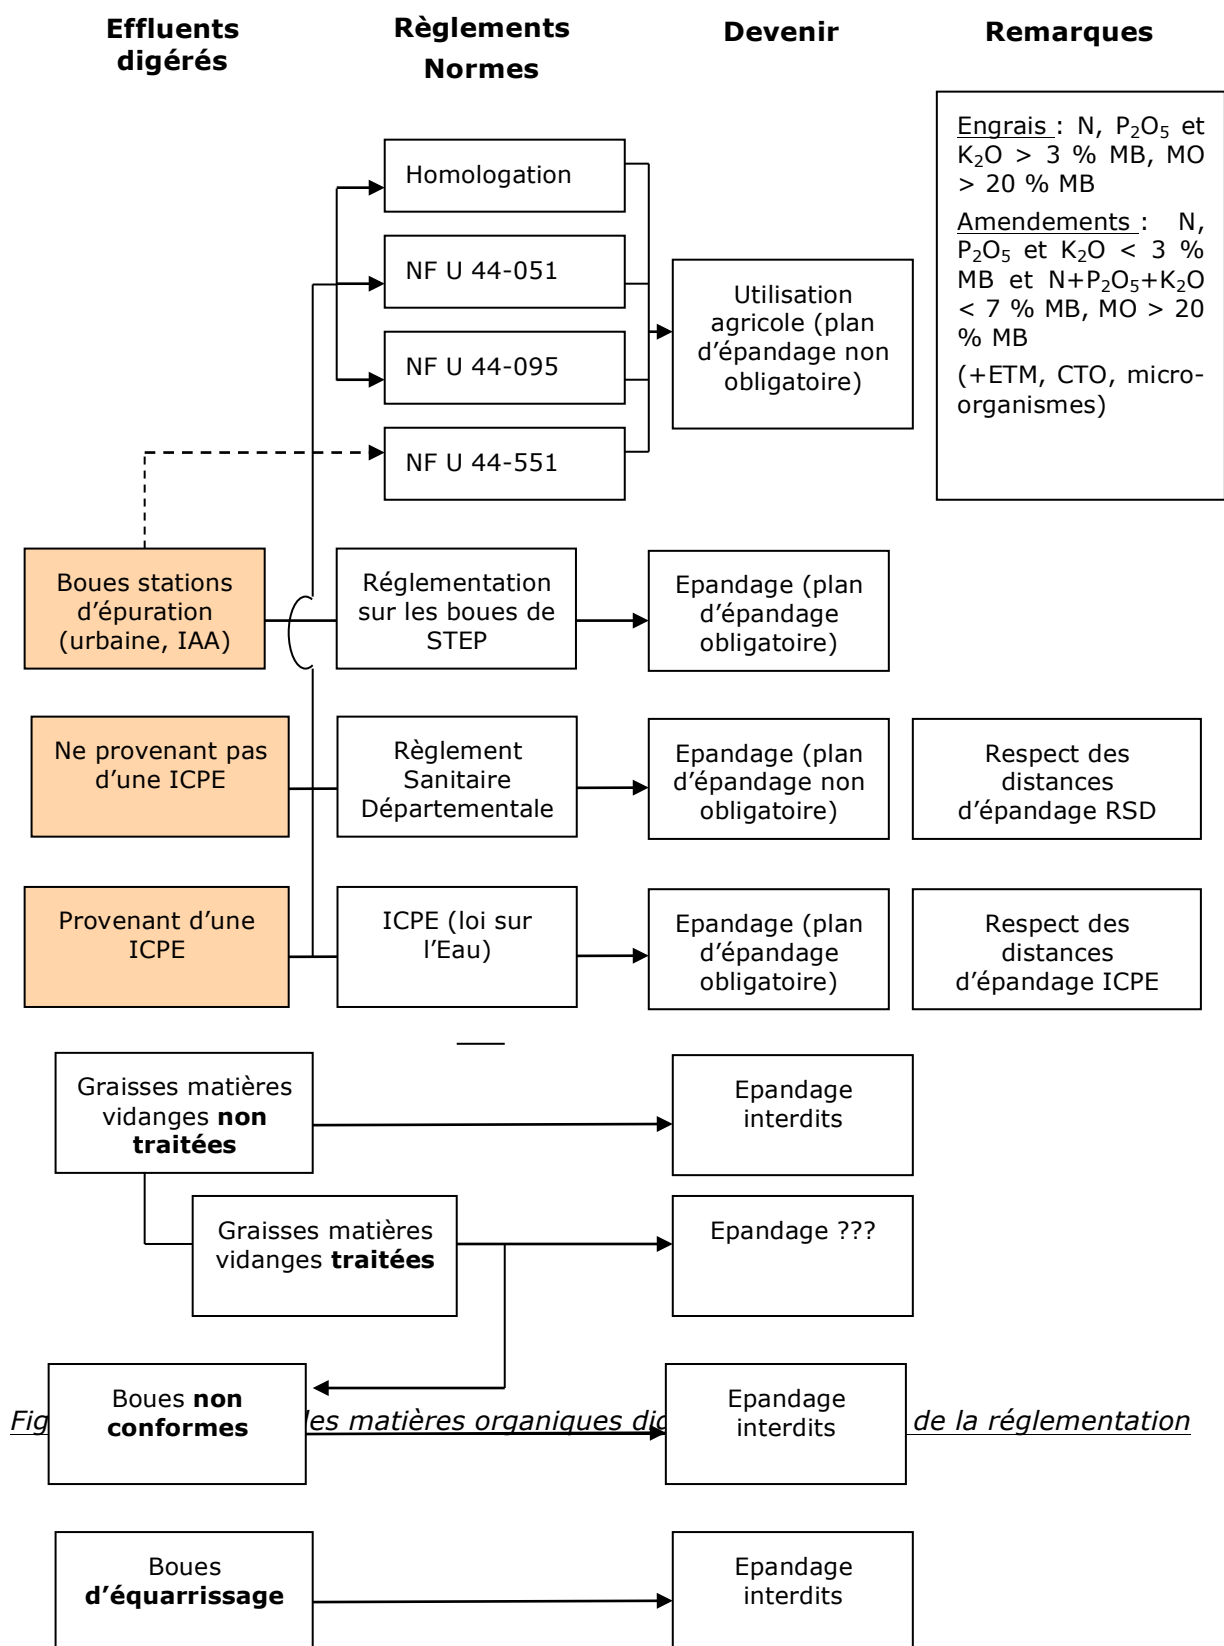 Effluents
digérés
Règlements
Normes
Devenir
Remarques
Homologation
NF U 44-051
NF U 44-095
NF U 44-551
Utilisation
agricole (plan
d’épandage non
obligatoire)
Engrais : N, P₂O₅ et
K₂O > 3 % MB, MO
> 20 % MB
Amendements : N,
P₂O₅ et K₂O < 3 %
MB et N+P₂O₅+K₂O
< 7 % MB, MO > 20
% MB
(+ETM, CTO, micro-
organismes)
Boues stations
d’épuration
(urbaine, IAA)
Réglementation
sur les boues de
STEP
Epandage (plan
d’épandage
obligatoire)
Ne provenant pas
d’une ICPE
Règlement
Sanitaire
Départementale
Epandage (plan
d’épandage non
obligatoire)
Respect des
distances
d’épandage RSD
Provenant d’une
ICPE
ICPE (loi sur
l’Eau)
Epandage (plan
d’épandage
obligatoire)
Respect des
distances
d’épandage ICPE
Graisses matières
vidanges non
traitées
Epandage
interdits
Graisses matières
vidanges traitées
Epandage ???
Boues non
conformes
Epandage
interdits
les matières organiques de la réglementation
Boues
d’équarrissage
Epandage
interdits